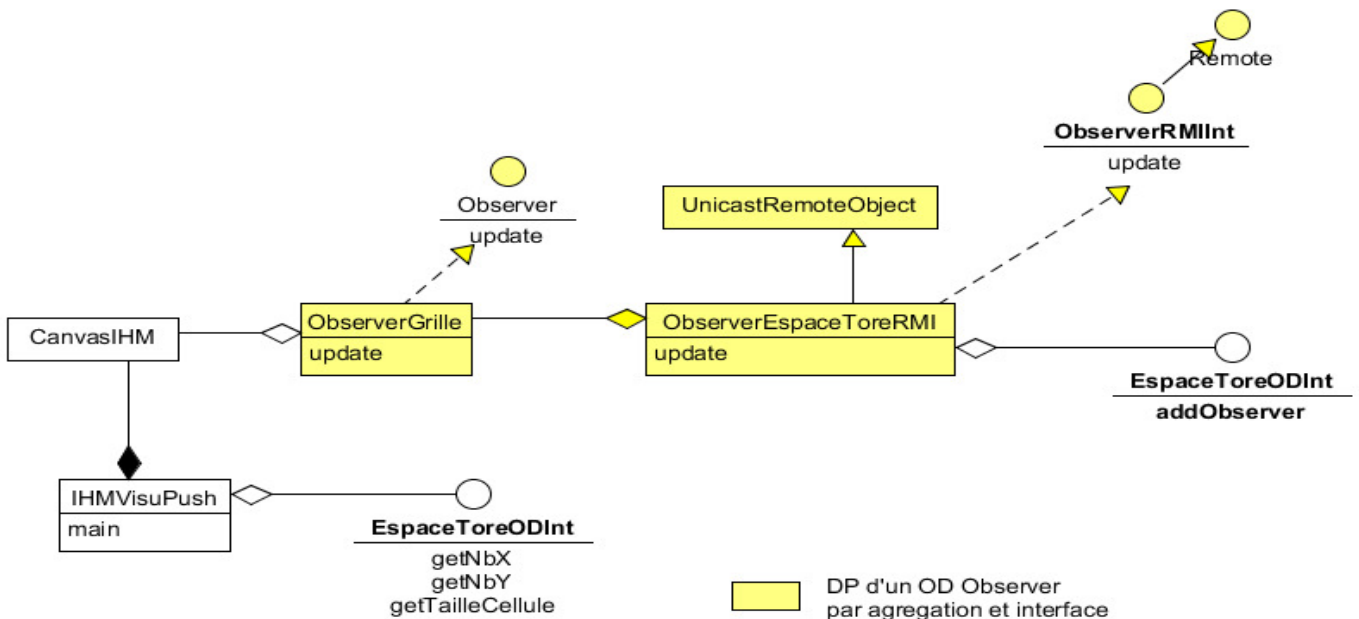 Remote
ObserverRMIInt
update
Observer
update
UnicastRemoteObject
CanvasIHM
ObserverGrille
update
ObserverEspaceToreRMI
update
EspaceToreODInt
addObserver
IHMVisuPush
main
EspaceToreODInt
getNbX
getNbY
getTailleCellule
DP d'un OD Observer
par agregation et interface